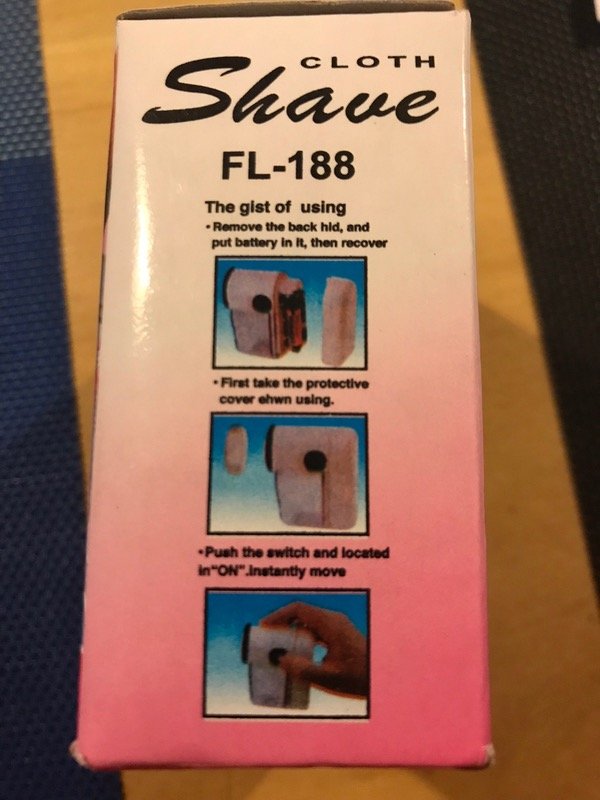 CLOTH
Shave
FL-188
The gist of using
• Remove the back hid, and
put battery in it, then recover
• First take the protective
cover ehwn using.
•Push the switch and located
in"ON".Instantly move